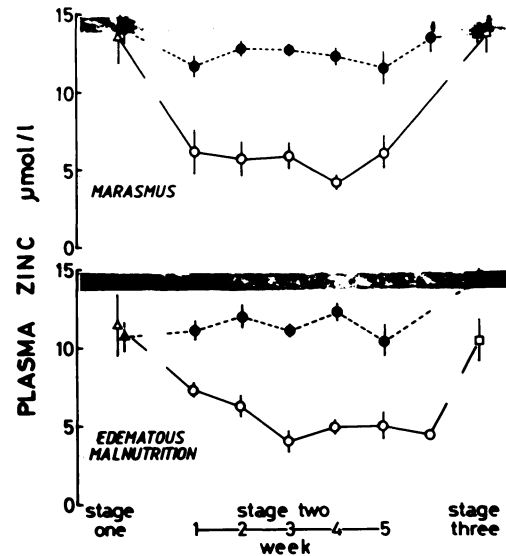 15
10
5
0
MARASMUS
15
10
5
0
EDEMATOUS
MALNUTRITION
PLASMA ZINC µmol/l
stage one
stage two
1 2 3 4 5
week
stage three